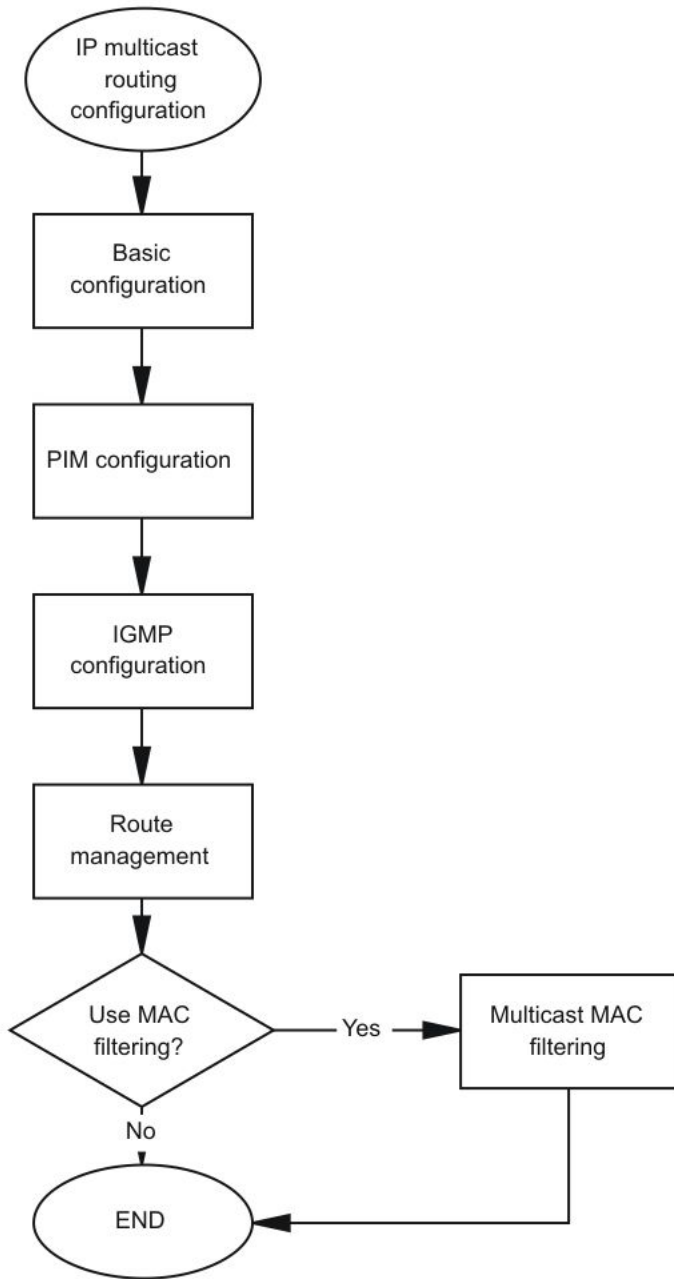 IP multicast
routing
configuration
Basic
configuration
PIM configuration
IGMP
configuration
Route
management
Use MAC
filtering?
Yes
Multicast MAC
filtering
No
END